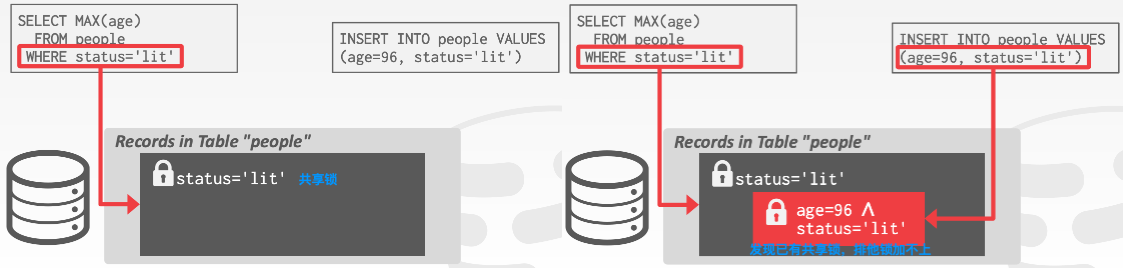 SELECT MAX(age)
FROM people
WHERE status='lit'
INSERT INTO people VALUES
(age=96, status='lit')
Records in Table "people"
status='lit' 共享锁
SELECT MAX(age)
FROM people
WHERE status='lit'
INSERT INTO people VALUES
(age=96, status='lit')
Records in Table "people"
status='lit'
age=96 ∧
status='lit'
发现已有共享锁，排他锁加不上